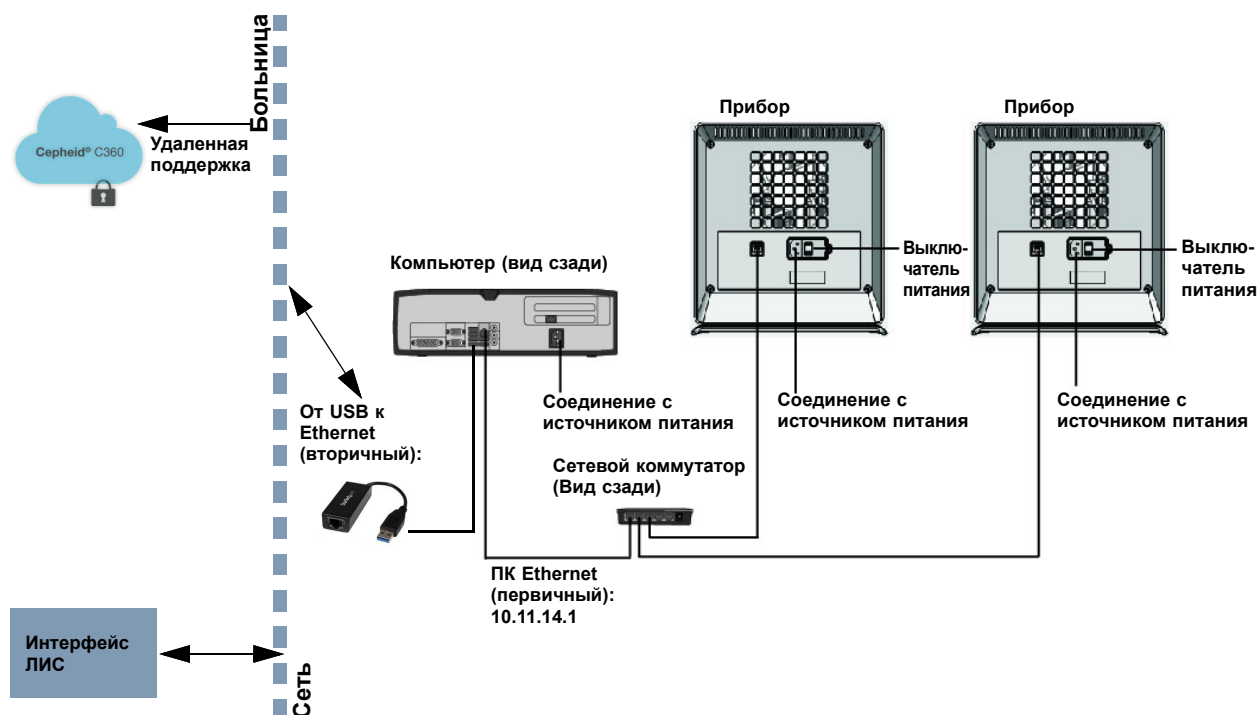 Больница
Cepheid® C360
Удаленная
поддержка
Прибор
Прибор
Выклю-
чатель
питания
Выклю-
чатель
питания
Компьютер (вид сзади)
От USB к
Ethernet
(вторичный):
Соединение с
источником питания
Соединение с
источником питания
Соединение с
источником питания
Сетевой коммутатор
(Вид сзади)
ПК Ethernet
(первичный):
10.11.14.1
Интерфейс
ЛИС
Сеть